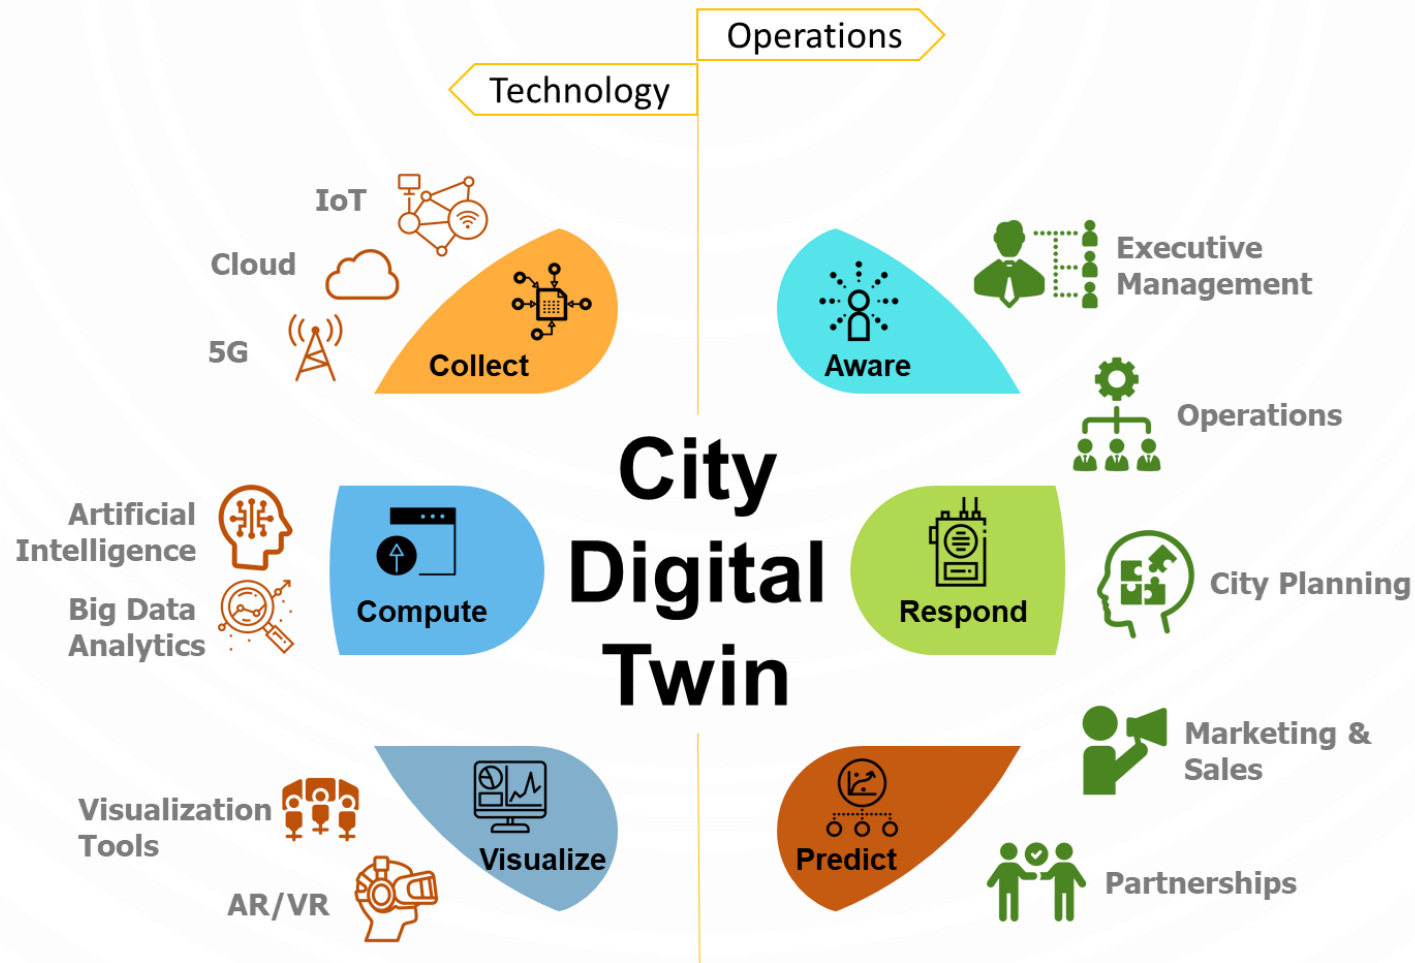 Operations
Technology
IoT
Cloud
5G
Collect
Artificial
Intelligence
Big Data
Analytics
Compute
Visualization
Tools
AR/VR
Visualize
City
Digital
Twin
Aware
Executive
Management
Operations
Respond
City Planning
Marketing &
Sales
Predict
Partnerships